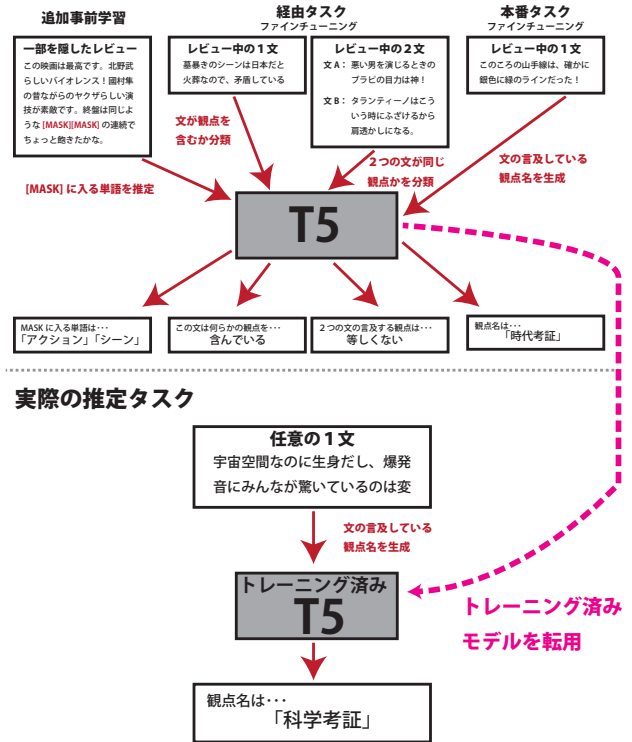 追加事前学習
経由タスク
ファインチューニング
本番タスク
ファインチューニング
一部を隠したレビュー
この映画は最高です。北野武
らしいバイオレンス！國村隼
の昔ながらのヤクザらしい演
技が素敵です。終盤は同じよ
うな [MASK][MASK] の連続で
ちょっと飽きたかな。
レビュー中の１文
墓暴きのシーンは日本だと
火葬なので、矛盾している
レビュー中の２文
文 A： 悪い男を演じるときの
ブラピの目力は神！
文 B： タランティーノはこう
いう時にふざけるから
肩透かしになる。
レビュー中の１文
このころの山手線は、確かに
銀色に緑のラインだった！
[MASK] に入る単語を推定
文が観点を
含むか分類
２つの文が同じ
観点かを分類
文の言及している
観点名を生成
T5
MASK に入る単語は･･･
「アクション」「シーン」
この文は何らかの観点を･･･
含んでいる
２つの文の言及する観点は･･･
等しくない
観点名は･･･
「時代考証」
実際の推定タスク
任意の１文
宇宙空間なのに生身だし、爆発
音にみんなが驚いているのは変
文の言及している
観点名を生成
トレーニング済み
T5
トレーニング済み
モデルを転用
観点名は･･･
「科学考証」